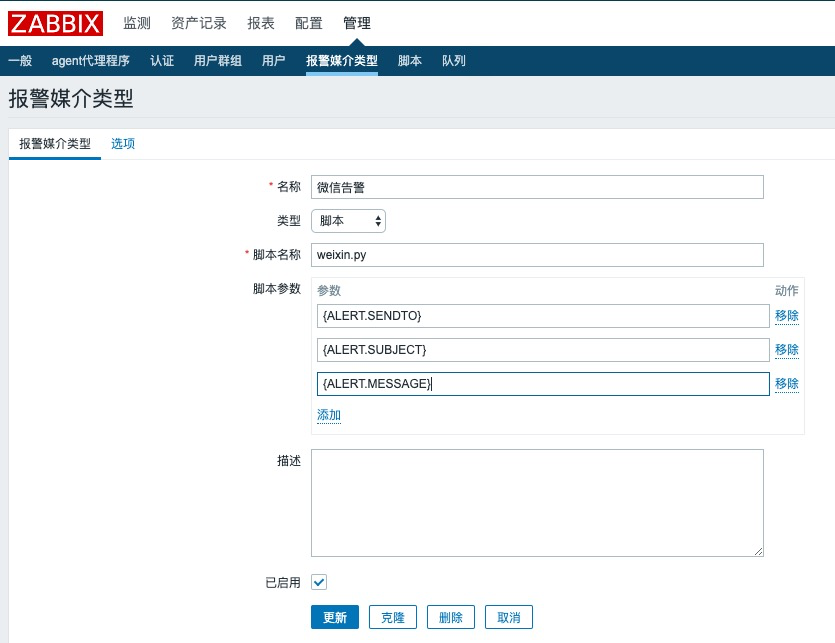 ZABBIX 监测 资产记录 报表 配置 管理
一般 agent代理程序 认证 用户群组 用户 报警媒介类型 脚本 队列
报警媒介类型
报警媒介类型 选项
* 名称 微信告警
类型 脚本
* 脚本名称 weixin.py
脚本参数 参数 动作
{ALERT.SENDTO} 移除
{ALERT.SUBJECT} 移除
{ALERT.MESSAGE} 移除
添加
描述
已启用
更新 克隆 删除 取消